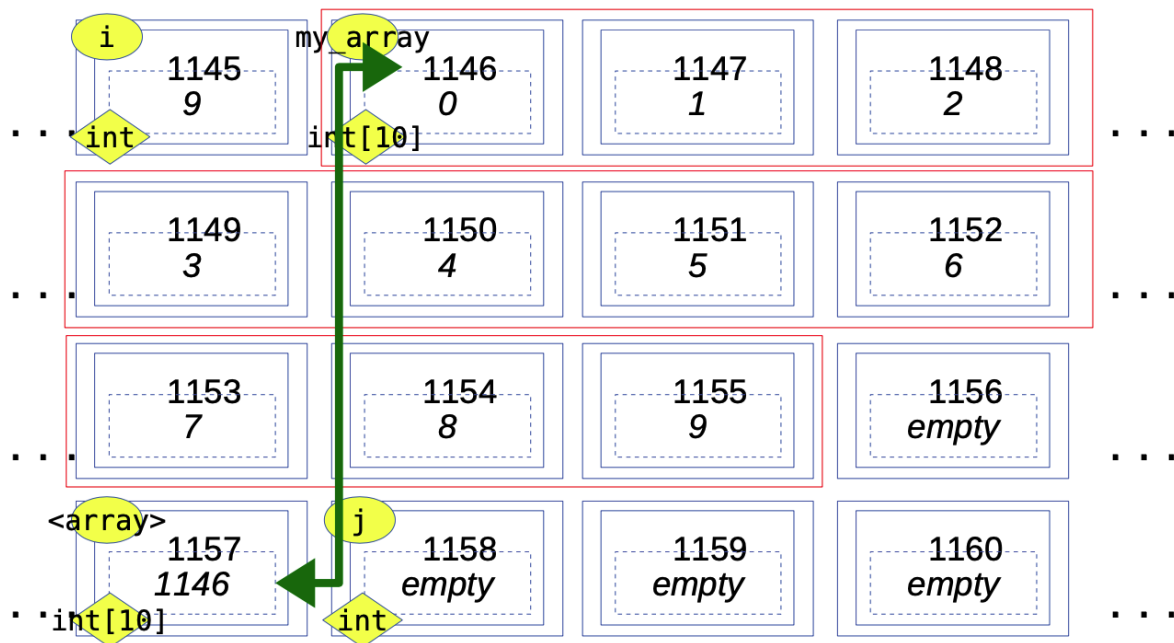 i my_array
1145 1146 1147 1148
9 0 1 2
... int int[10] ...
1149 1150 1151 1152
3 4 5 6
... ...
1153 1154 1155 1156
7 8 9 empty
... ...
<array> j
1157 1158 1159 1160
1146 empty empty empty
... int[10] int ...